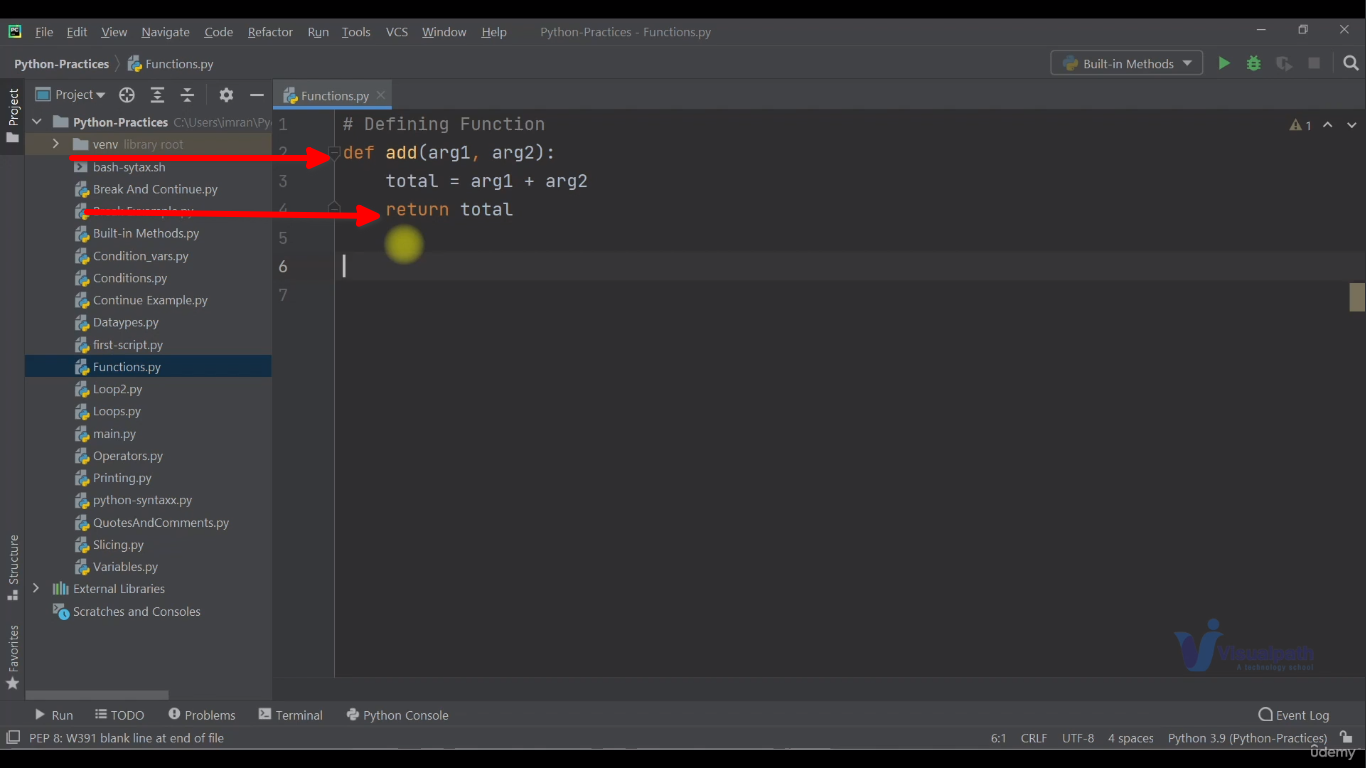 PC File Edit View Navigate Code Refactor Run Tools VCS Window Help Python-Practices - Functions.py
Python-Practices Functions.py Built-in Methods
Project Functions.py
Project
Python-Practices C:\Users\imran\Py
venv library root
bash-sytax.sh
Break And Continue.py
Built-in Methods.py
Condition_vars.py
Conditions.py
Continue Example.py
Dataypes.py
first-script.py
Functions.py
Loop2.py
Loops.py
main.py
Operators.py
Printing.py
python-syntaxx.py
QuotesAndComments.py
Slicing.py
Variables.py
External Libraries
Scratches and Consoles
Structure
Favorites
1 # Defining Function
2 def add(arg1, arg2):
3 total = arg1 + arg2
4 return total
5
6
7
1
Visualpath
A technology school
Run TODO Problems Terminal Python Console Event Log
PEP 8: W391 blank line at end of file 6:1 CRLF UTF-8 4 spaces Python 3.9 (Python-Practices)
ûdemy